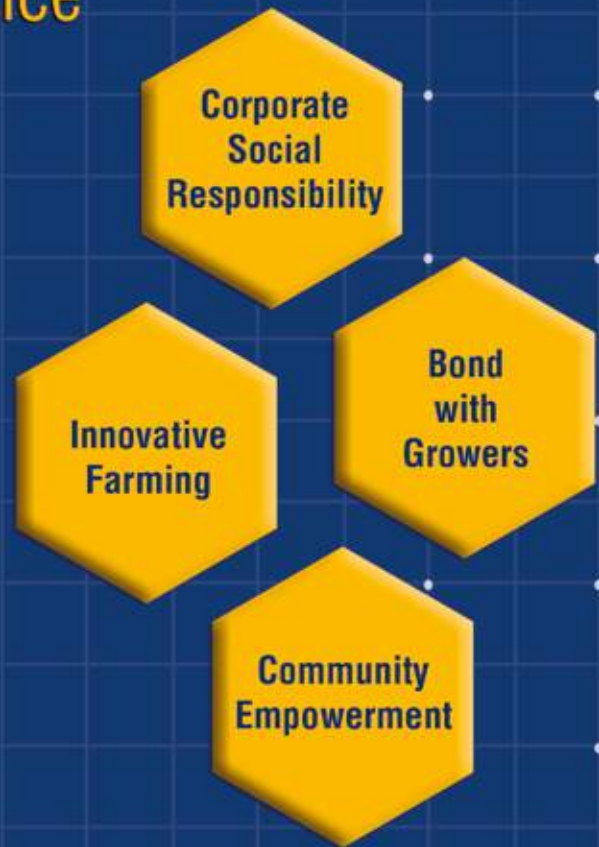 Corporate
Social
Responsibility
Bond
with
Growers
Innovative
Farming
Community
Empowerment